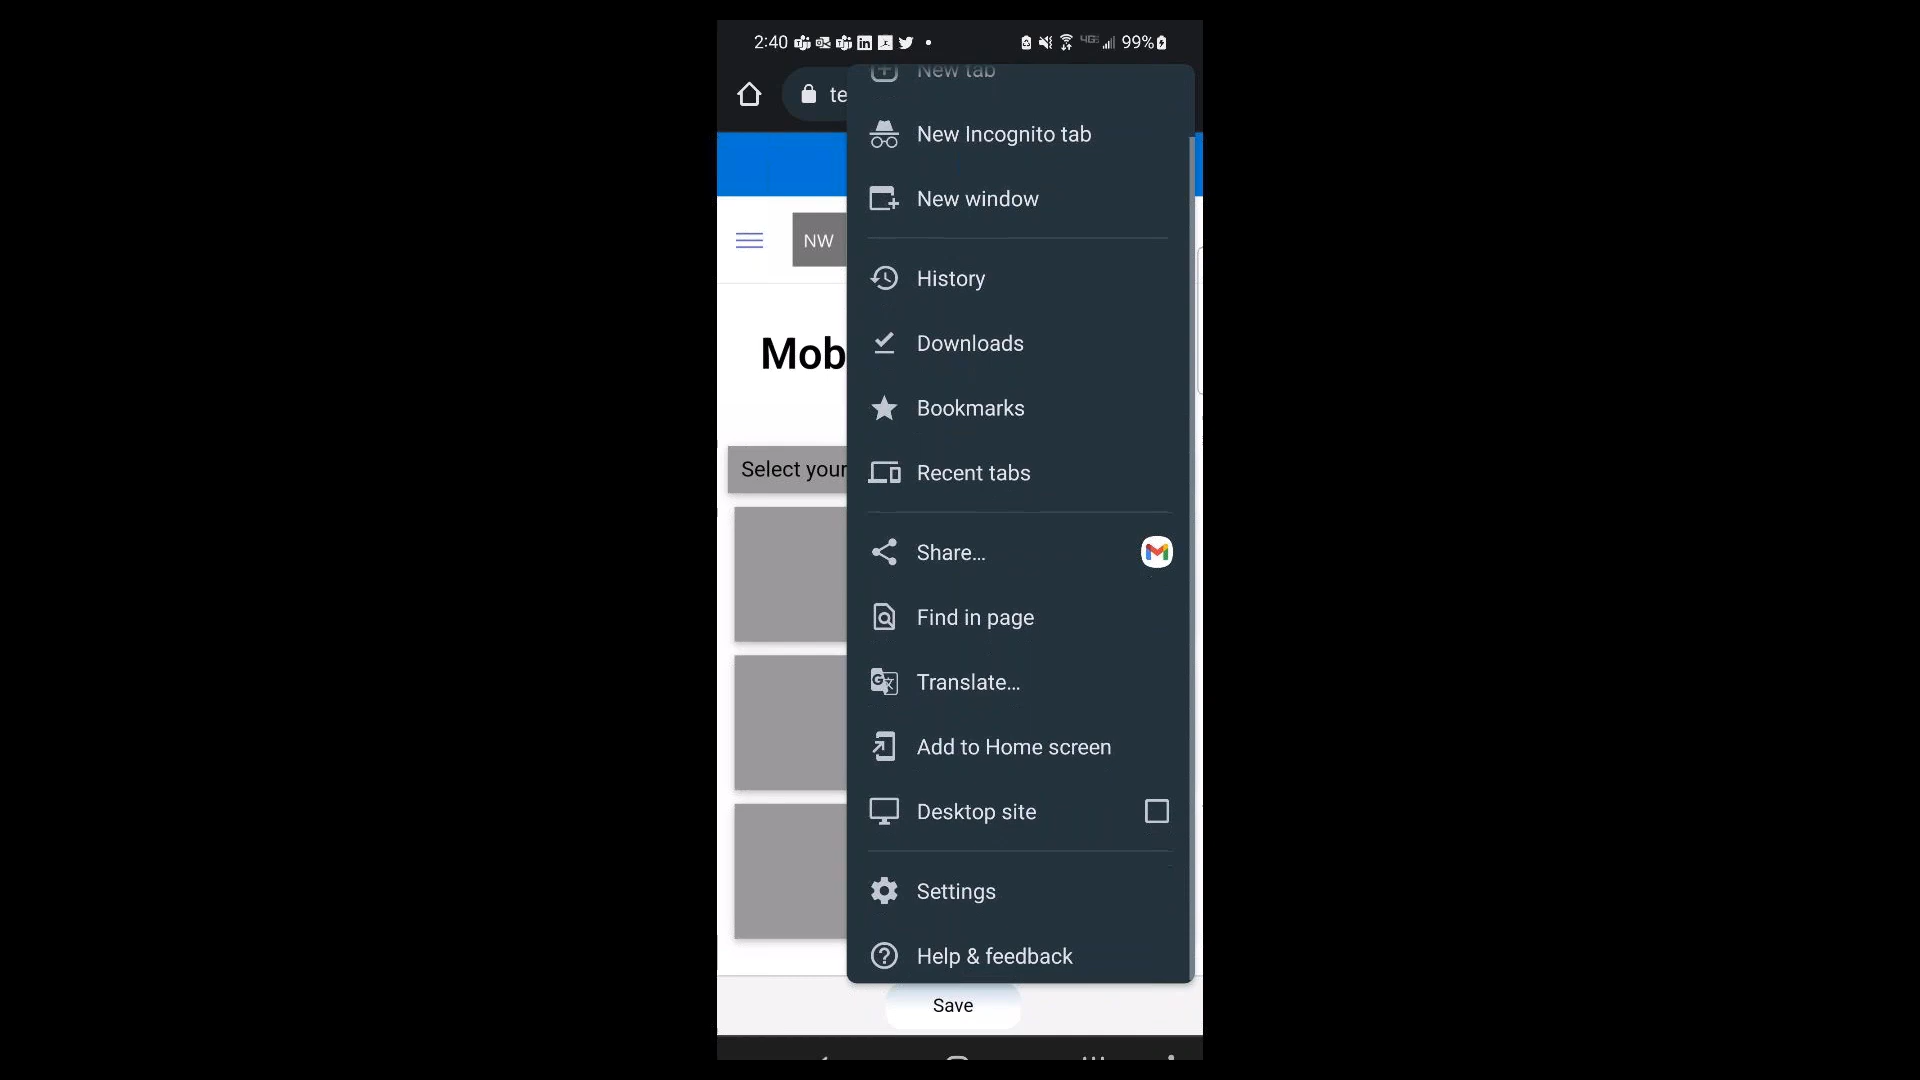 2:40
99%
te
New tab
New Incognito tab
New window
NW
History
Mob
Downloads
Bookmarks
Select your
Recent tabs
Share...
Find in page
Translate...
Add to Home screen
Desktop site
Settings
Help & feedback
Save